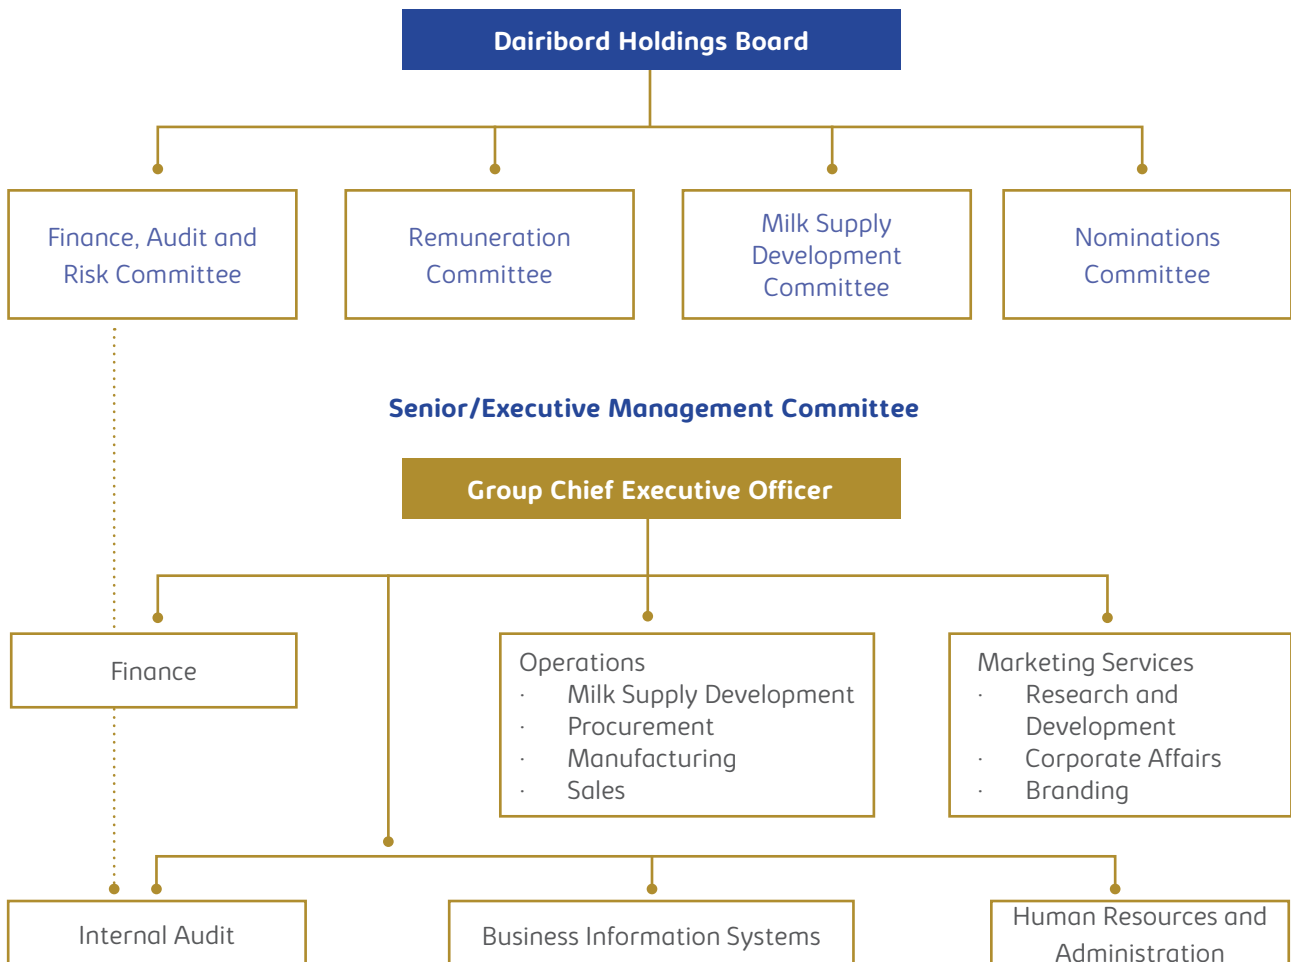 Dairibord Holdings Board
Finance, Audit and
Risk Committee
Remuneration
Committee
Milk Supply
Development
Committee
Nominations
Committee
Senior/Executive Management Committee
Group Chief Executive Officer
Finance
Operations
· Milk Supply Development
· Procurement
· Manufacturing
· Sales
Marketing Services
· Research and
Development
· Corporate Affairs
· Branding
Internal Audit
Business Information Systems
Human Resources and
Administration